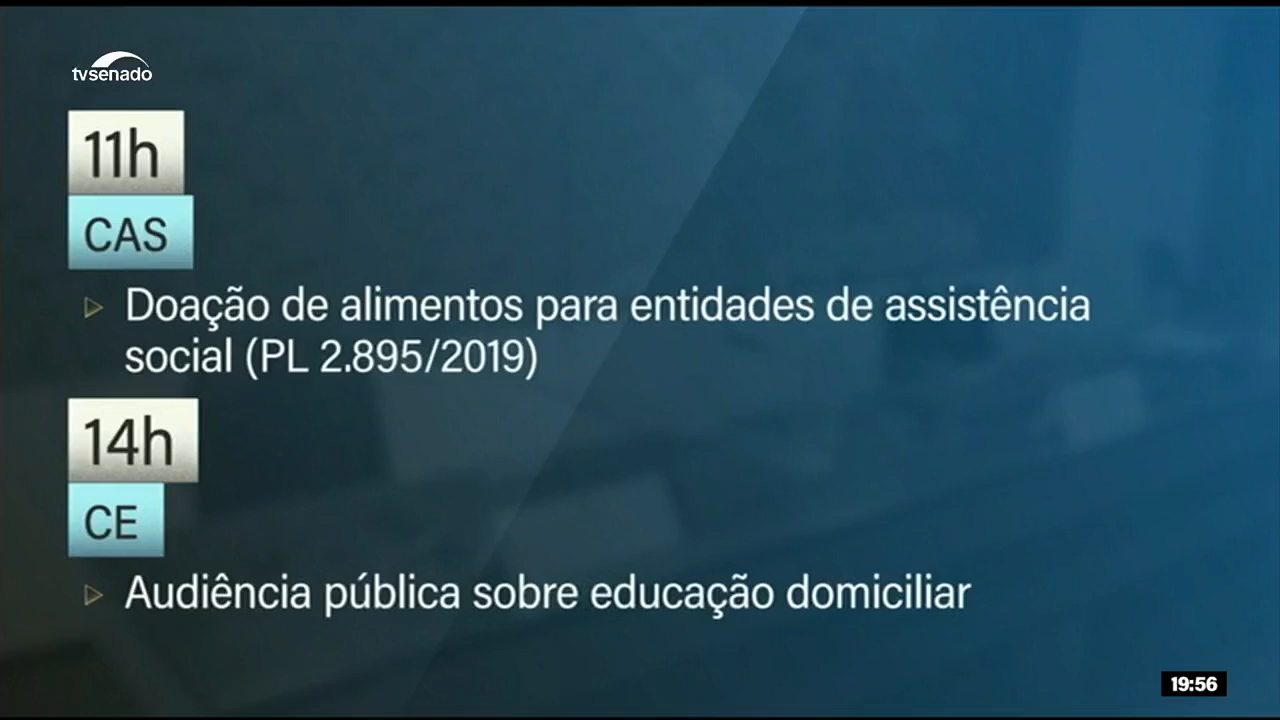 tvsenado
11h
CAS
Doação de alimentos para entidades de assistência
social (PL 2.895/2019)
14h
CE
Audiência pública sobre educação domiciliar
19:56